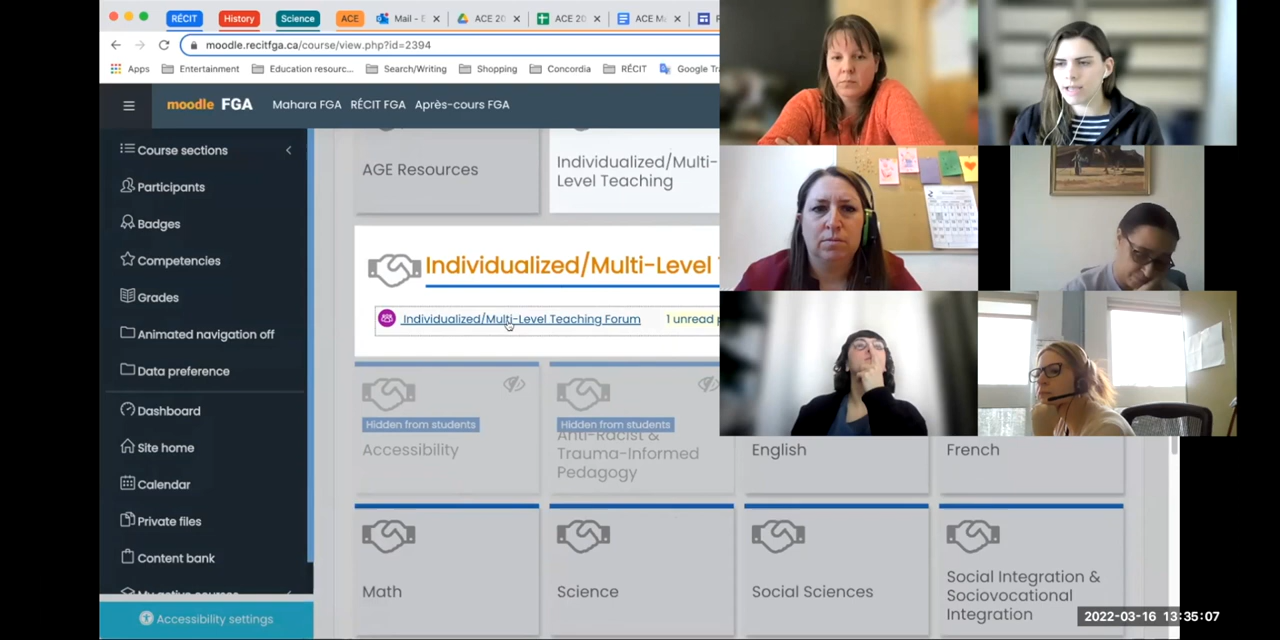 RÉCIT
History
Science
ACE
Mail - E
ACE 20
ACE 20
ACE M
moodle.recitfga.ca/course/view.php?id=2394
Apps
Entertainment
Education resourc...
Search/Writing
Shopping
Concordia
RÉCIT
Google Tr
moodle FGA
Mahara FGA
RÉCIT FGA
Après-cours FGA
Course sections
Participants
Badges
Competencies
Grades
Animated navigation off
Data preference
Dashboard
Site home
Calendar
Private files
Content bank
My active courses
Accessibility settings
AGE Resources
Individualized/Multi-
Level Teaching
Individualized/Multi-Level
Individualized/Multi-Level Teaching Forum
1 unread
Hidden from students
Accessibility
Hidden from students
Anti-Racist &
Trauma-Informed
Pedagogy
English
French
Math
Science
Social Sciences
Social Integration &
Sociovocational
Integration
2022-03-16 13:35:07